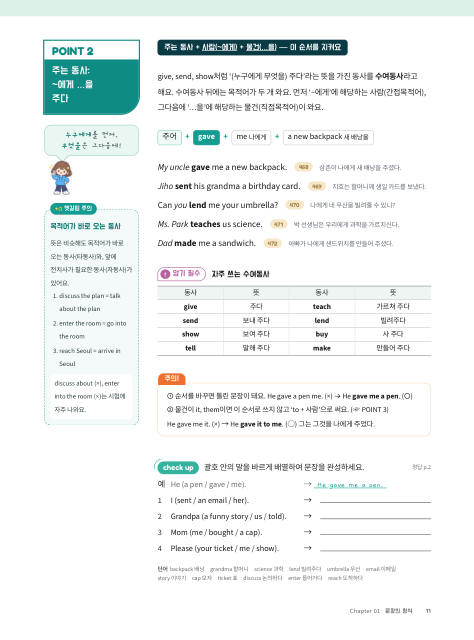 POINT 2
주는 동사:
~에게 …을
주다
누구에게를 먼저,
무엇을은 그다음에!
헷갈림 주의
목적어가 바로 오는 동사
뜻은 비슷해도 목적어가 바로
오는 동사(타동사)와, 앞에
전치사가 필요한 동사(자동사)가
있어요.
1. discuss the plan = talk
about the plan
2. enter the room = go into
the room
3. reach Seoul = arrive in
Seoul
discuss about (×), enter
into the room (×)는 시험에
자주 나와요.
주는 동사 + 사람(~에게) + 물건(…을) — 이 순서를 지켜요
give, send, show처럼 '(누구에게 무엇을) 주다'라는 뜻을 가진 동사를 수여동사라고
해요. 수여동사 뒤에는 목적어가 두 개 와요. 먼저 '~에게'에 해당하는 사람(간접목적어),
그다음에 '…을'에 해당하는 물건(직접목적어)이 와요.
주어 + gave + me 나에게 + a new backpack 새 배낭을
My uncle gave me a new backpack. 468 삼촌이 나에게 새 배낭을 주셨다.
Jiho sent his grandma a birthday card. 469 지호는 할머니께 생일 카드를 보냈다.
Can you lend me your umbrella? 470 나에게 네 우산을 빌려줄 수 있니?
Ms. Park teaches us science. 471 박 선생님은 우리에게 과학을 가르치신다.
Dad made me a sandwich. 472 아빠가 나에게 샌드위치를 만들어 주셨다.
! 암기 필수 자주 쓰는 수여동사
동사 뜻 동사 뜻
give 주다 teach 가르쳐 주다
send 보내 주다 lend 빌려주다
show 보여 주다 buy 사 주다
tell 말해 주다 make 만들어 주다
주의!
① 순서를 바꾸면 틀린 문장이 돼요. He gave a pen me. (×) → He gave me a pen. (○)
② 물건이 it, them이면 이 순서로 쓰지 않고 'to + 사람'으로 써요. (☞ POINT 3)
He gave me it. (×) → He gave it to me. (○) 그는 그것을 나에게 주었다.
check up 괄호 안의 말을 바르게 배열하여 문장을 완성하세요. 정답 p.2
예 He (a pen / gave / me). → He gave me a pen.
1 I (sent / an email / her). →
2 Grandpa (a funny story / us / told). →
3 Mom (me / bought / a cap). →
4 Please (your ticket / me / show). →
단어 backpack 배낭 grandma 할머니 science 과학 lend 빌려주다 umbrella 우산 email 이메일
story 이야기 cap 모자 ticket 표 discuss 논의하다 enter 들어가다 reach 도착하다
Chapter 01 문장의 형식 11